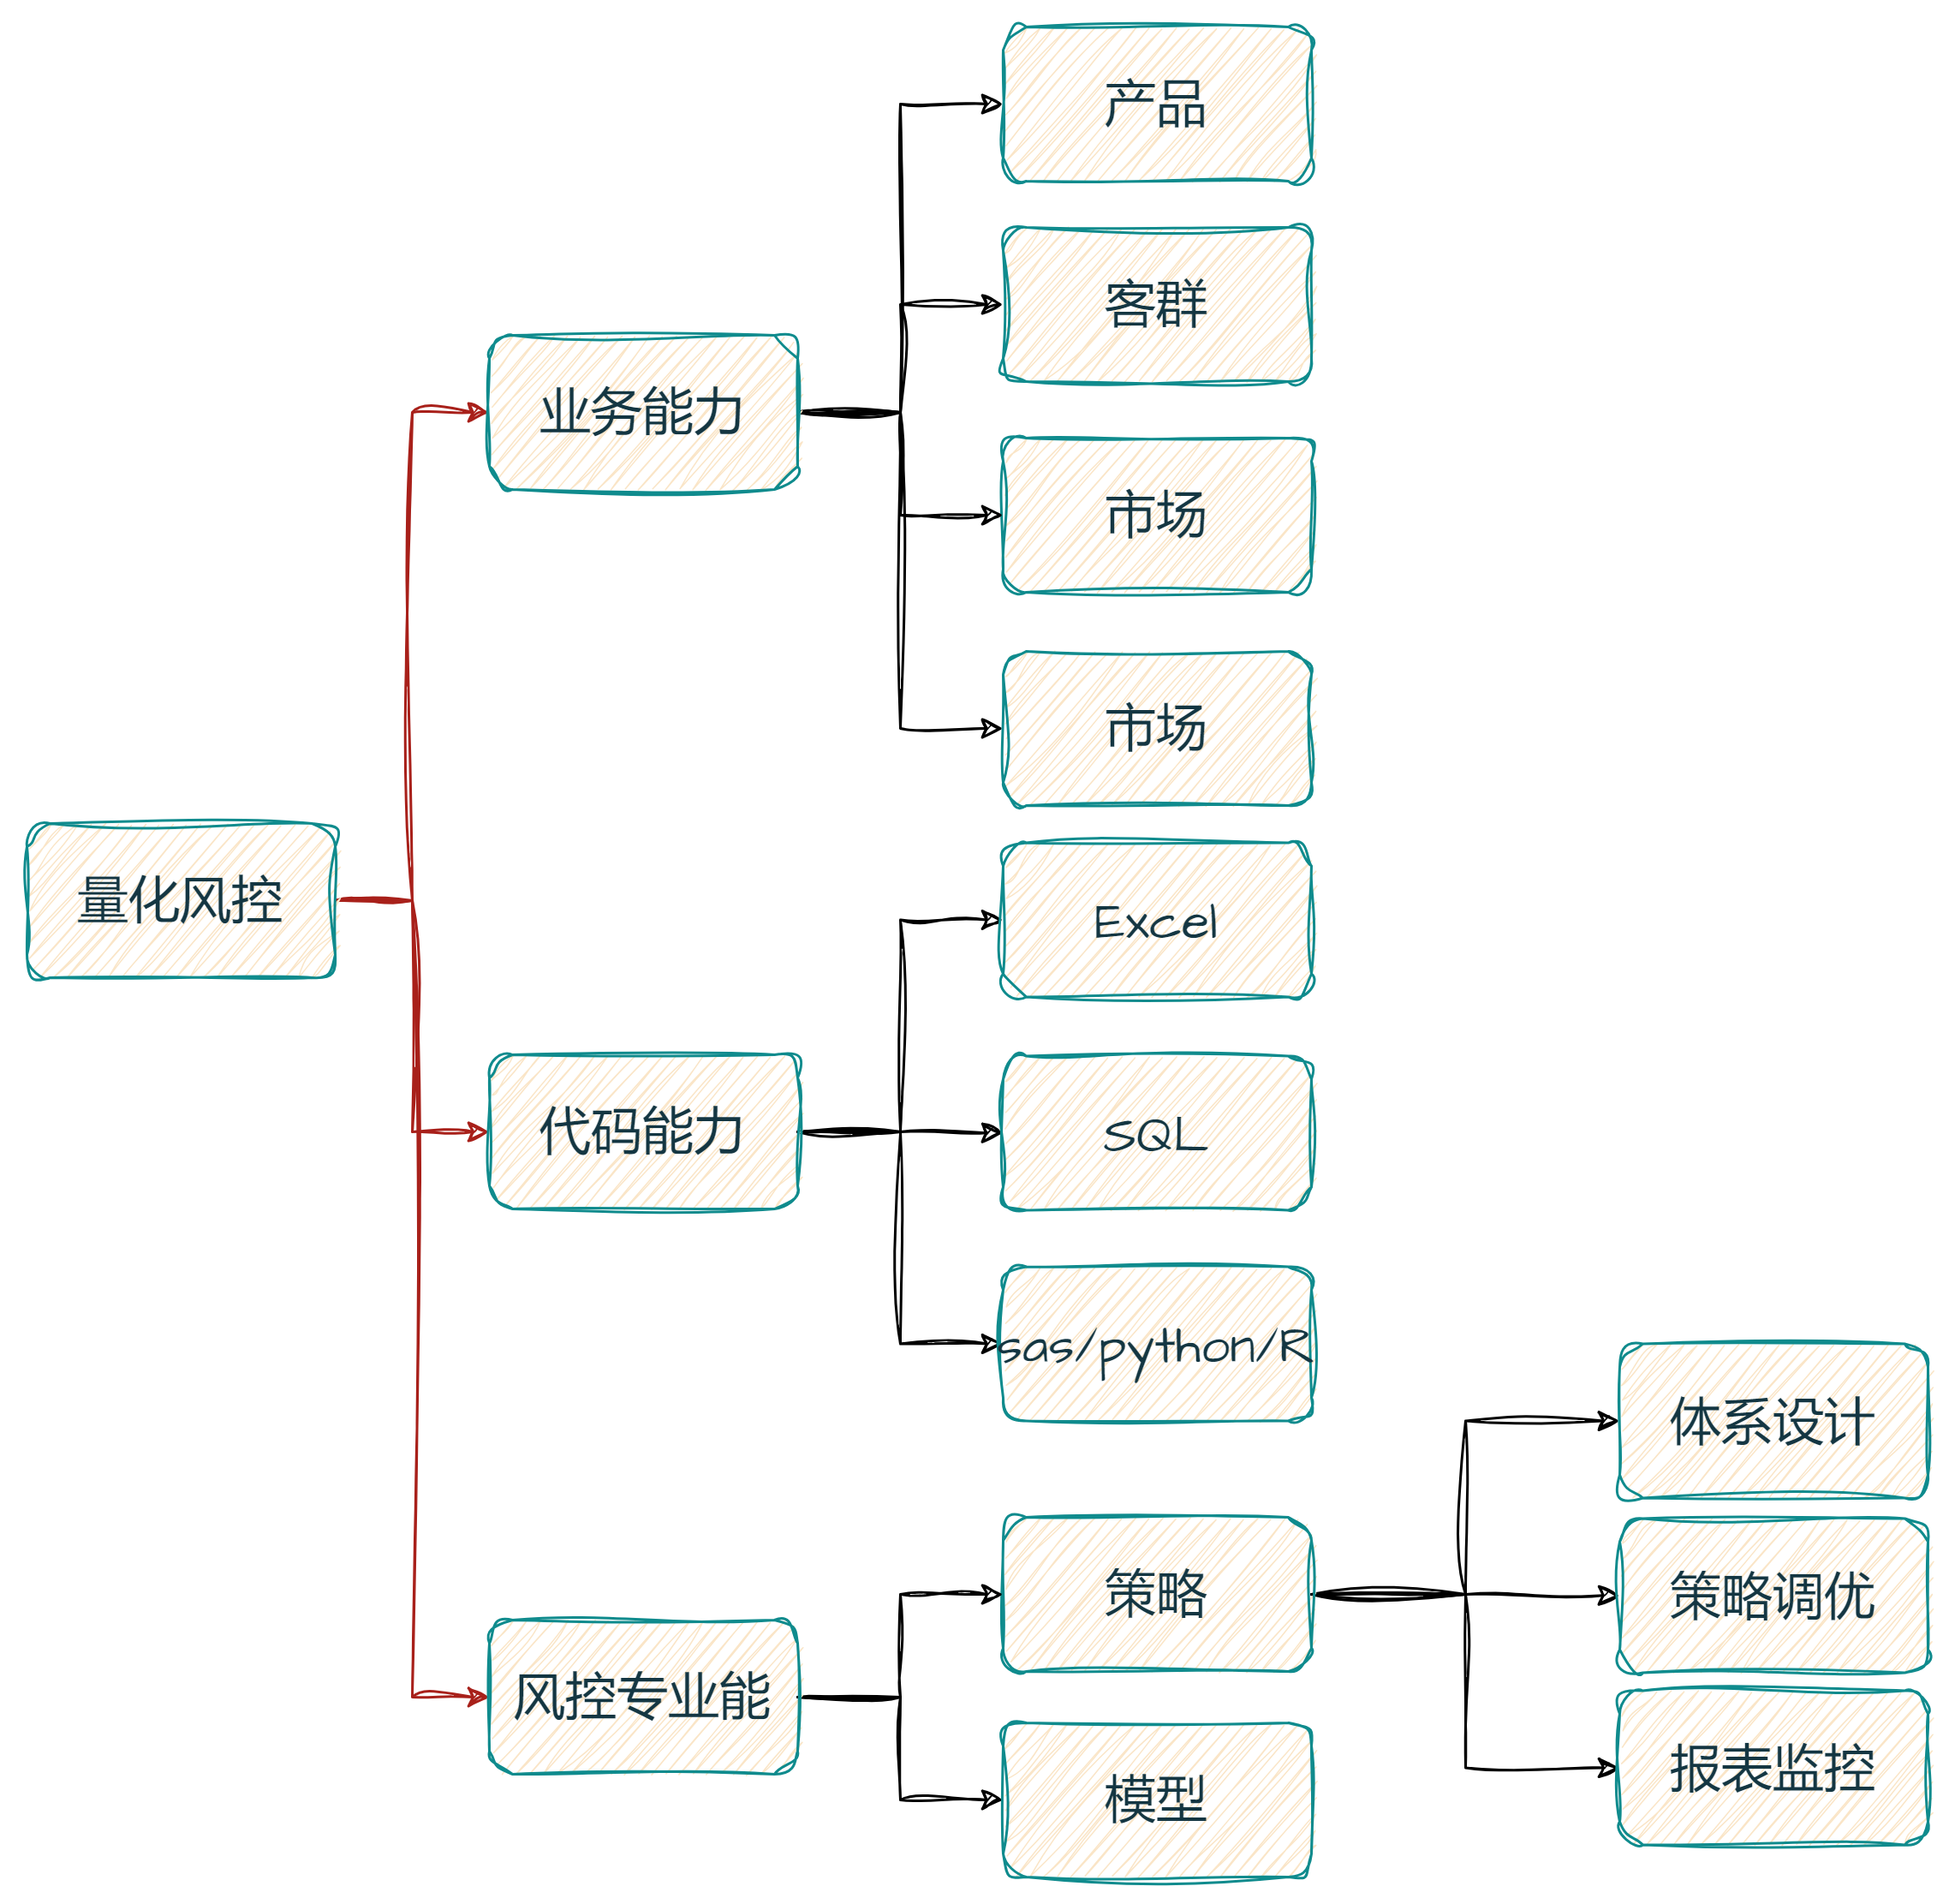 产品
客群
业务能力
市场
市场
量化风控
Excel
代码能力
SQL
sas/python/R
体系设计
策略
策略调优
风控专业能
报表监控
模型